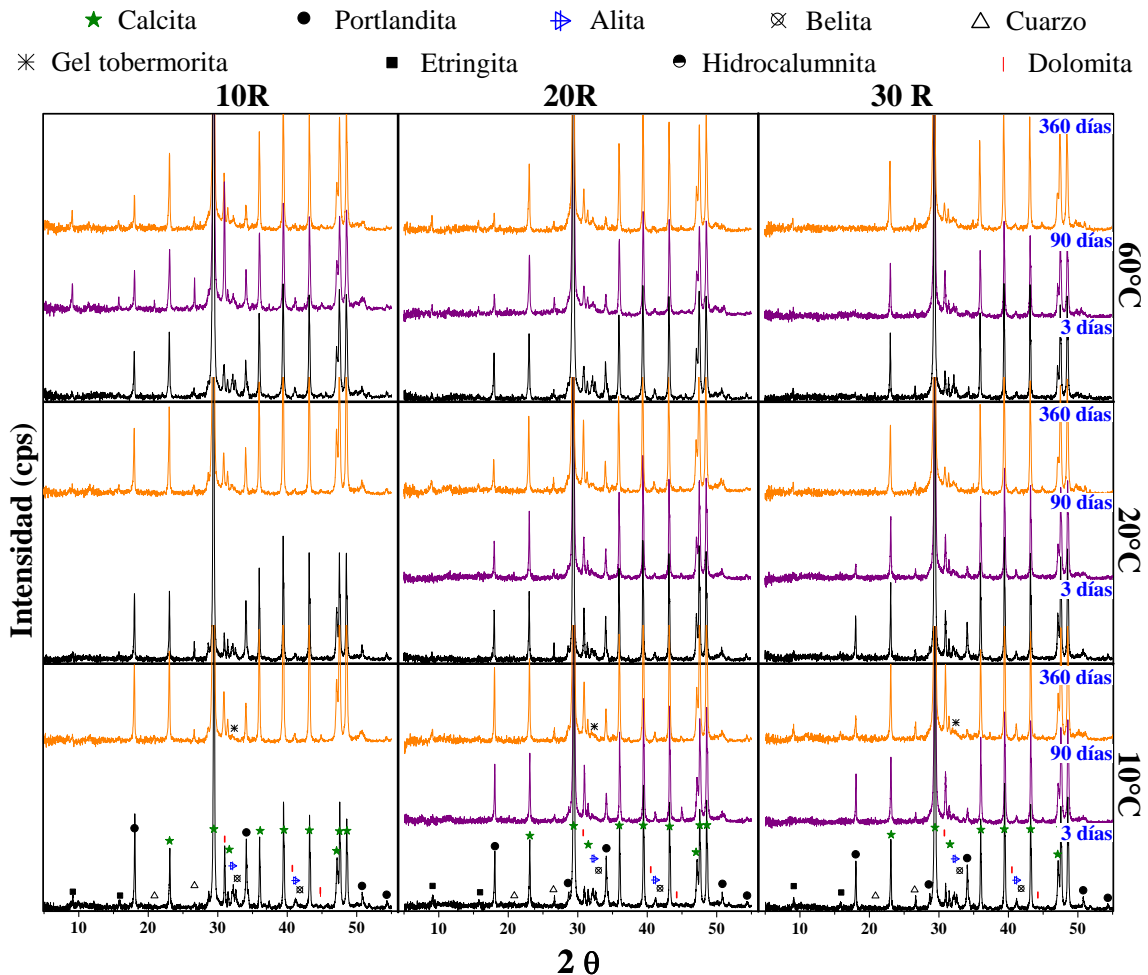 Calcita Portlandita Alita Belita Cuarzo
Gel tobermorita Etringita Hidrocalumnita Dolomita
10R 20R 30 R
360 días
90 días
3 días
60°C
360 días
90 días
3 días
20°C
360 días
90 días
3 días
10°C
Intensidad (cps)
10 20 30 40 50 10 20 30 40 50 10 20 30 40 50
2 θ